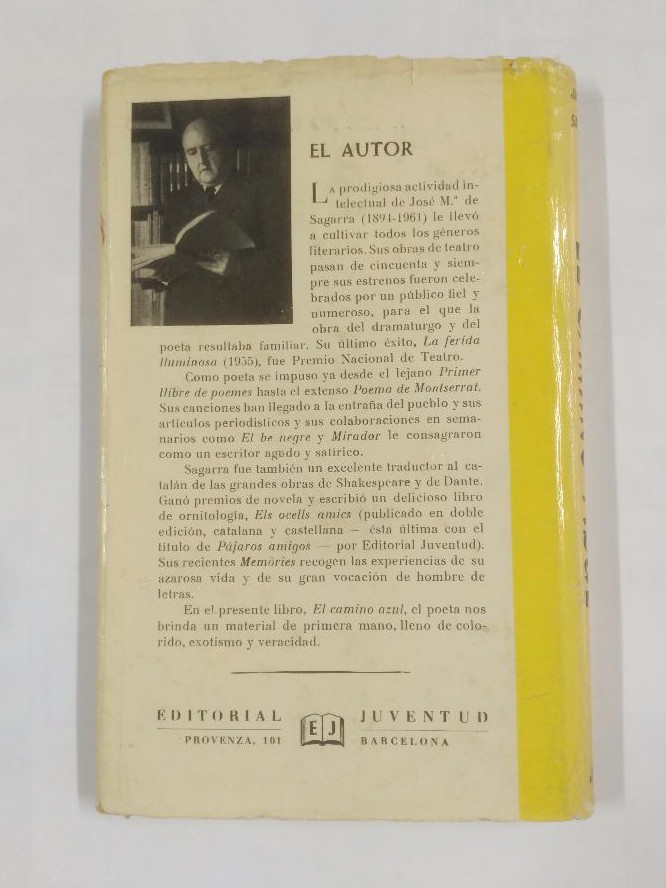 EL AUTOR
LA prodigiosa actividad in-
telectual de José M.ª de
Sagarra (1894-1961) le llevó
a cultivar todos los géneros
literarios. Sus obras de teatro
pasan de cincuenta y siem-
pre sus estrenos fueron cele-
brados por un público fiel y
numeroso, para el que la
obra del dramaturgo y del
poeta resultaba familiar. Su último éxito, La ferida
lluminosa (1955), fue Premio Nacional de Teatro.
Como poeta se impuso ya desde el lejano Primer
llibre de poemes hasta el extenso Poema de Montserrat.
Sus canciones han llegado a la entraña del pueblo y sus
artículos periodísticos y sus colaboraciones en sema-
narios como El be negre y Mirador le consagraron
como un escritor agudo y satírico.
Sagarra fue también un excelente traductor al ca-
talán de las grandes obras de Shakespeare y de Dante.
Ganó premios de novela y escribió un delicioso libro
de ornitología, Els ocells amics (publicado en doble
edición, catalana y castellana — ésta última con el
título de Pájaros amigos — por Editorial Juventud).
Sus recientes Memòries recogen las experiencias de su
azarosa vida y de su gran vocación de hombre de
letras.
En el presente libro, El camino azul, el poeta nos
brinda un material de primera mano, lleno de colo-
rido, exotismo y veracidad.
EDITORIAL EJ JUVENTUD
PROVENZA, 101 BARCELONA